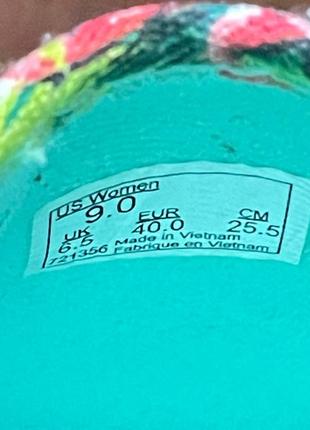 US Women
9.0
UK EUR CM
6.5 40.0 25.5
Made in Vietnam
721356 Fabrique en Vietnam